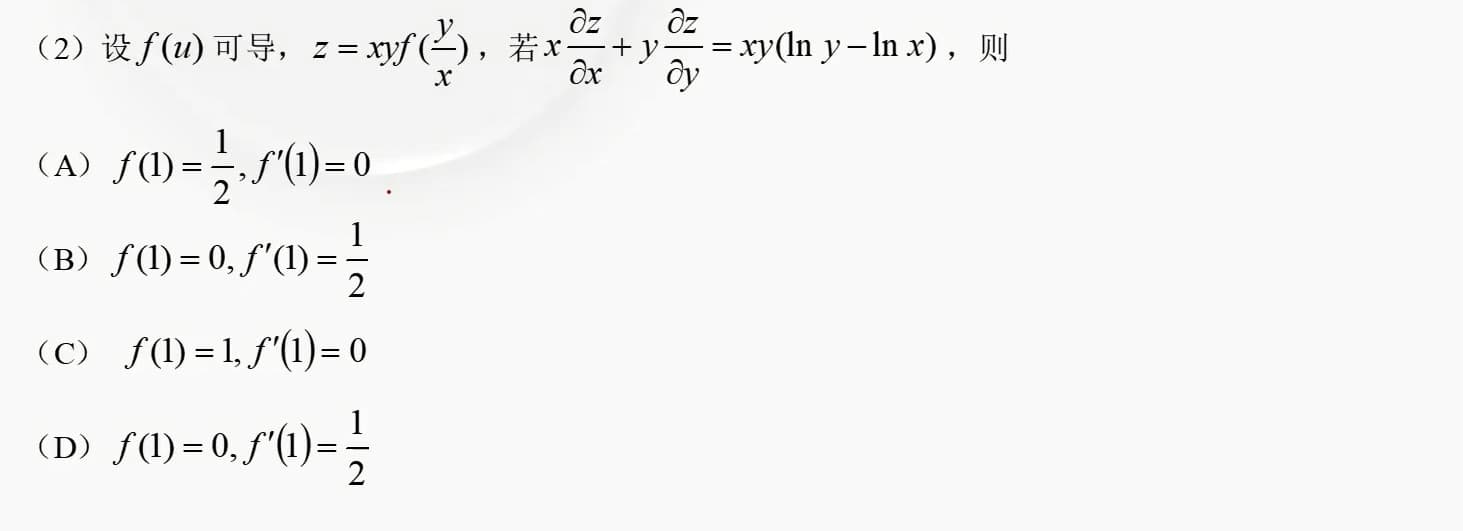 （2）设 f(u) 可导， z = xyf(y/x) ，若 x ∂z/∂x + y ∂z/∂y = xy(ln y − ln x) ，则
（A） f(1) = 1/2, f′(1) = 0
（B） f(1) = 0, f′(1) = 1/2
（C） f(1) = 1, f′(1) = 0
（D） f(1) = 0, f′(1) = 1/2